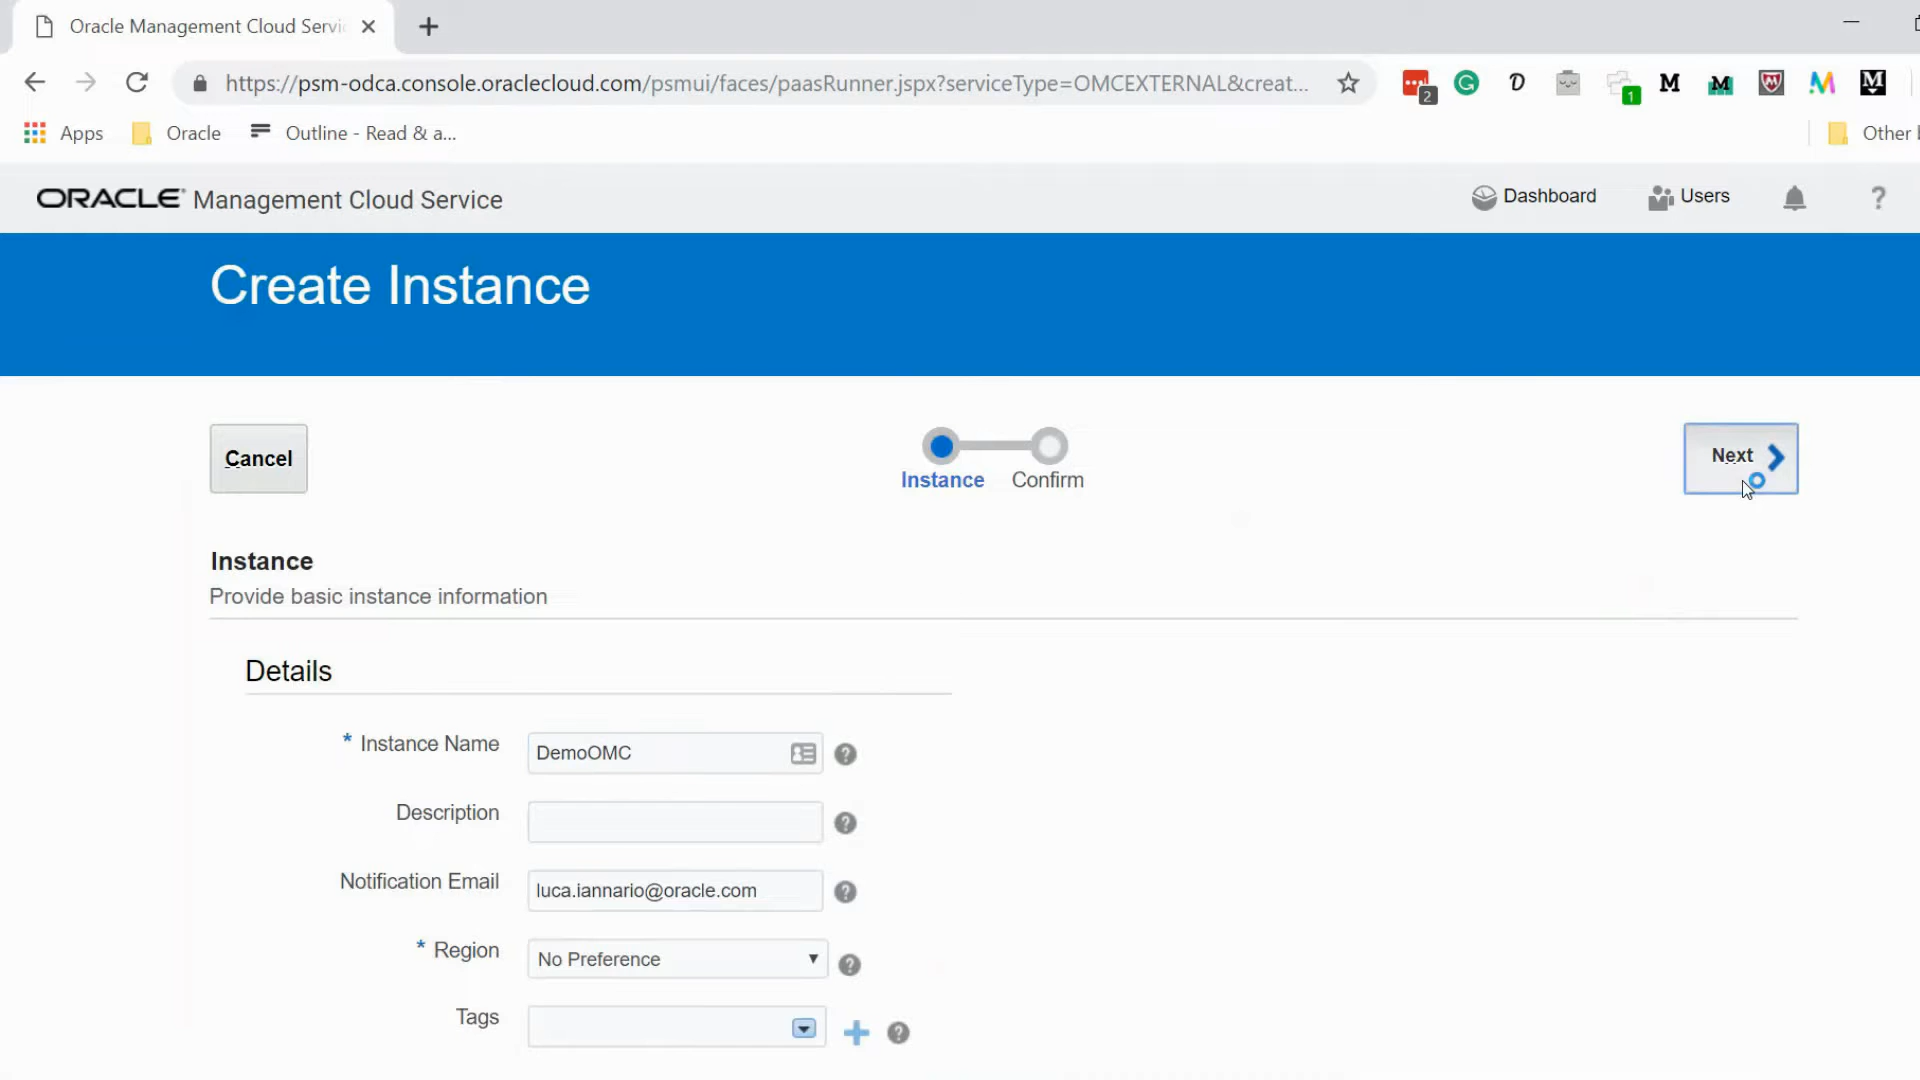 Oracle Management Cloud Servi
https://psm-odca.console.oraclecloud.com/psmui/faces/paasRunner.jspx?serviceType=OMCEXTERNAL&creat...
2
D
1
M
M
M
M
M
Apps
Oracle
Outline - Read & a...
Other b
ORACLE Management Cloud Service
Dashboard
Users
?
Create Instance
Cancel
Instance
Confirm
Next
Instance
Provide basic instance information
Details
* Instance Name
DemoOMC
?
Description
?
Notification Email
luca.iannario@oracle.com
?
* Region
No Preference
?
Tags
?